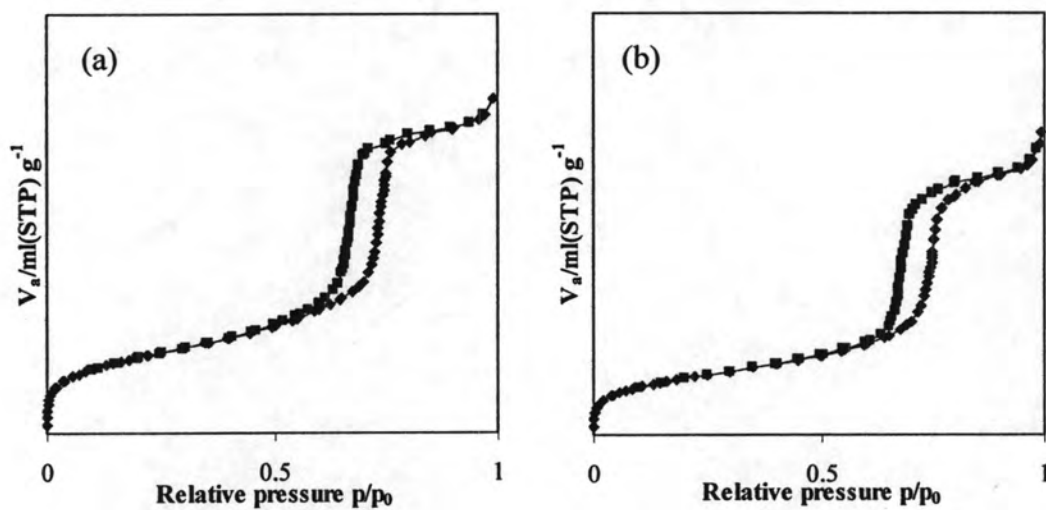 (a)
V_a/ml(STP) g^-1
0
0.5
1
Relative pressure p/p_0
(b)
V_a/ml(STP) g^-1
0
0.5
1
Relative pressure p/p_0